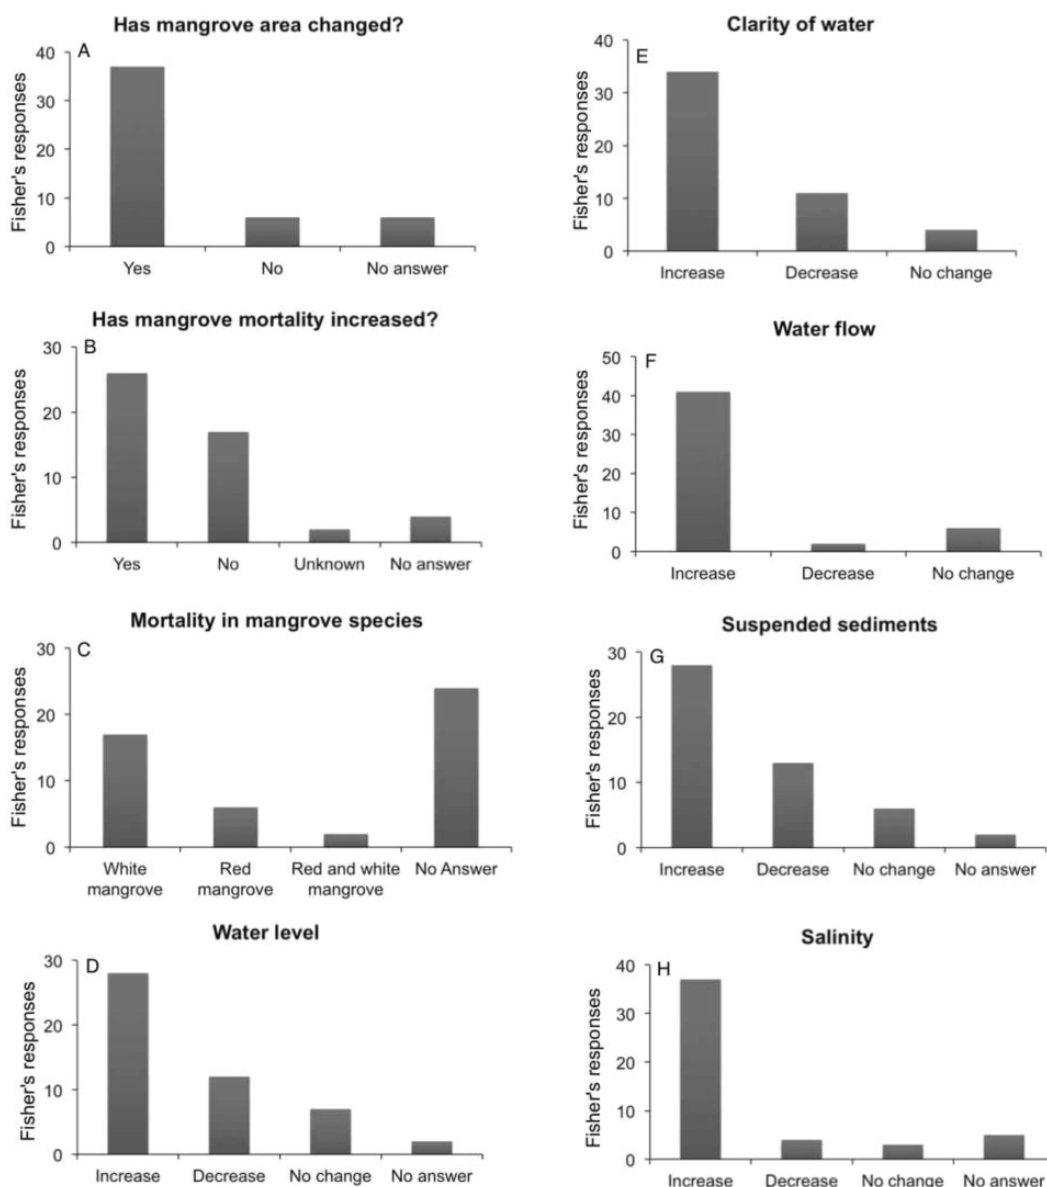 Has mangrove area changed?
A
40
30
20
10
0
Fisher's responses
Yes No No answer
Has mangrove mortality increased?
B
30
20
10
0
Fisher's responses
Yes No Unknown No answer
Mortality in mangrove species
C
30
20
10
0
Fisher's responses
White Red Red and white No Answer
mangrove mangrove mangrove
Water level
D
30
20
10
0
Fisher's responses
Increase Decrease No change No answer
Clarity of water
E
40
30
20
10
0
Fisher's responses
Increase Decrease No change
Water flow
F
50
40
30
20
10
0
Fisher's responses
Increase Decrease No change
Suspended sediments
G
30
20
10
0
Fisher's responses
Increase Decrease No change No answer
Salinity
H
40
30
20
10
0
Fisher's responses
Increase Decrease No change No answer